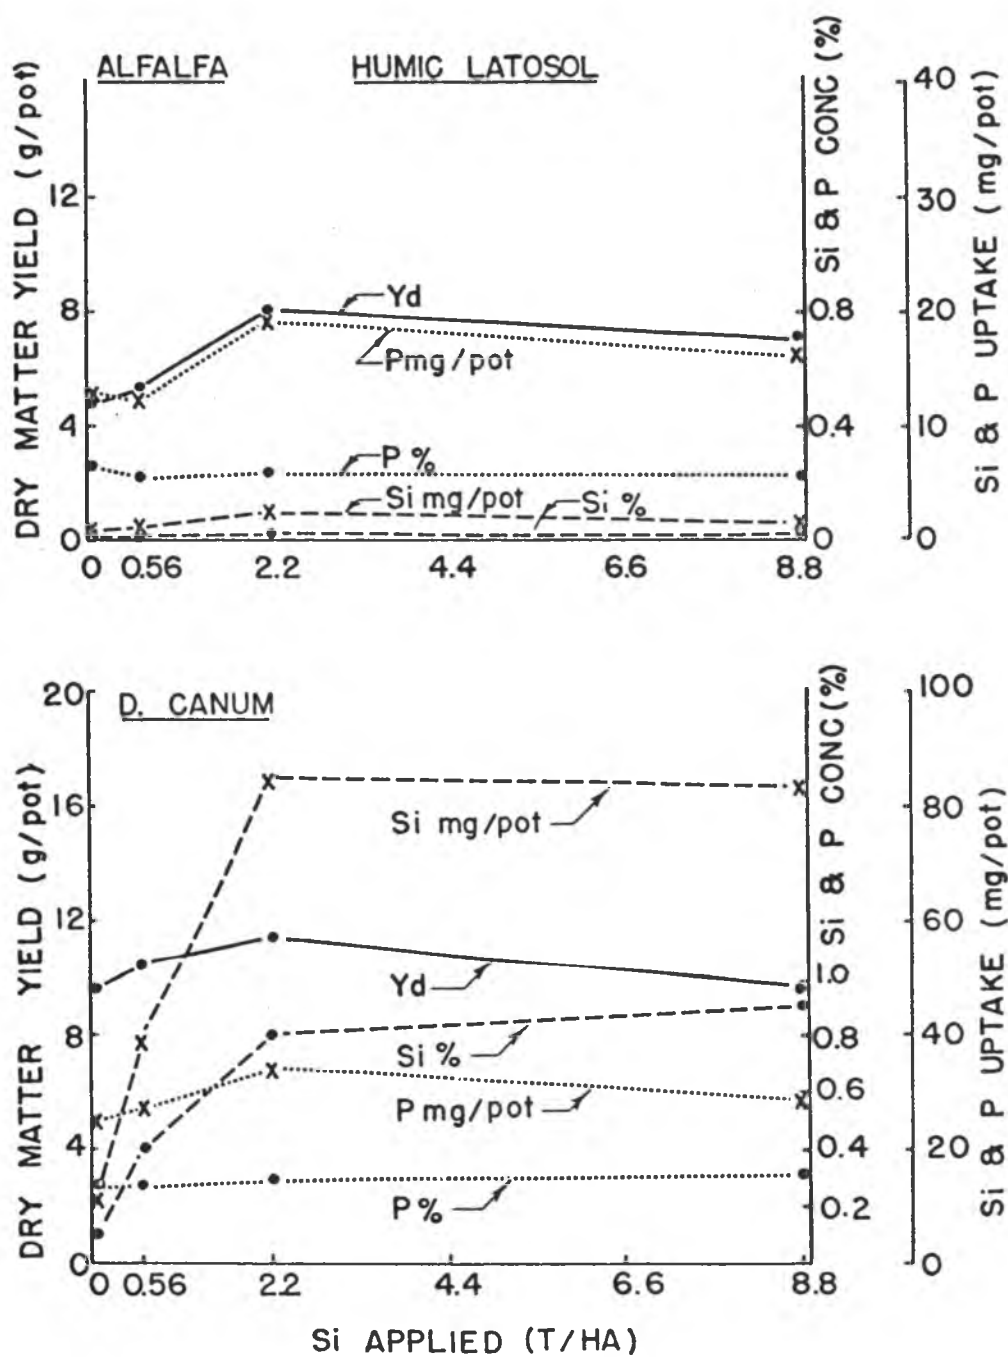 ALFALFA HUMIC LATOSOL
DRY MATTER YIELD (g/pot)
12
8
4
0
Si & P CONC (%)
0.8
0.4
0
Si & P UPTAKE (mg/pot)
40
30
20
10
0
Yd
Pmg/pot
P %
Si mg/pot
Si %
0 0.56 2.2 4.4 6.6 8.8
D. CANUM
DRY MATTER YIELD (g/pot)
20
16
12
8
4
0
Si & P CONC (%)
1.0
0.8
0.6
0.4
0.2
Si & P UPTAKE (mg/pot)
100
80
60
40
20
0
Si mg/pot
Yd
Si %
P mg/pot
P %
0 0.56 2.2 4.4 6.6 8.8
Si APPLIED (T/HA)